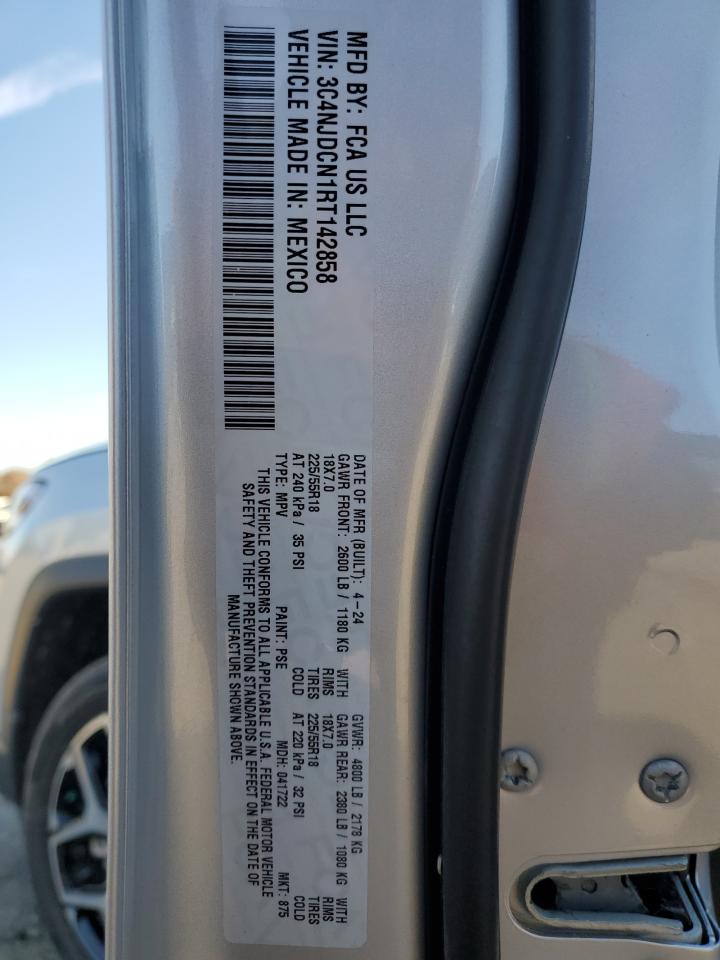 MFD BY: FCA US LLC
VIN: 3C4NJDCN1RT142858
VEHICLE MADE IN: MEXICO
DATE OF MFR (BUILT): 4-24 GVWR: 4800 LB / 2178 KG
GAWR FRONT: 2600 LB / 1180 KG WITH GAWR REAR: 2380 LB / 1080 KG WITH
18X7.0 RIMS 18X7.0 RIMS
225/55R18 TIRES 225/55R18 TIRES
AT 240 kPa / 35 PSI COLD AT 220 kPa / 32 PSI COLD
TYPE: MPV PAINT: PSE MDH: 041722 MKT: 875
THIS VEHICLE CONFORMS TO ALL APPLICABLE U.S.A. FEDERAL MOTOR VEHICLE
SAFETY AND THEFT PREVENTION STANDARDS IN EFFECT ON THE DATE OF
MANUFACTURE SHOWN ABOVE.